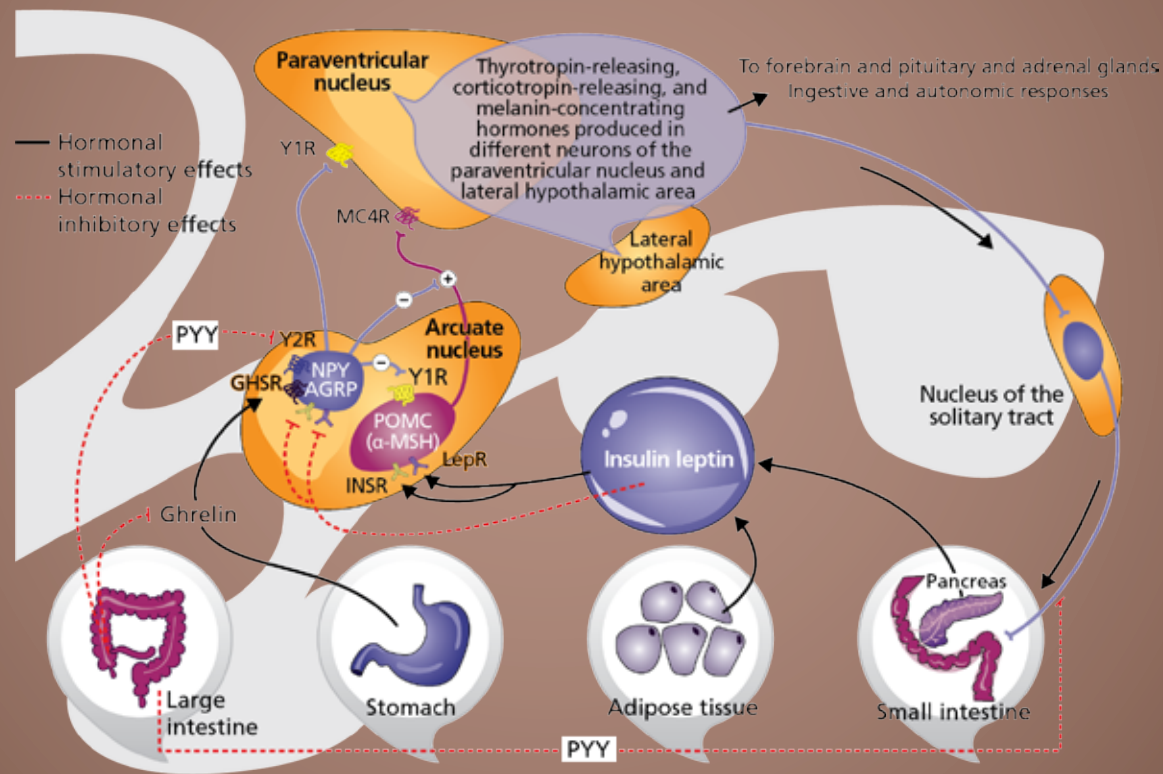 Paraventricular
nucleus
Thyrotropin-releasing,
corticotropin-releasing, and
melanin-concentrating
hormones produced in
different neurons of the
paraventricular nucleus and
lateral hypothalamic area
To forebrain and pituitary and adrenal glands
Ingestive and autonomic responses
Hormonal
stimulatory effects
Hormonal
inhibitory effects
Y1R
MC4R
Lateral
hypothalamic
area
+
−
PYY
Y2R
Arcuate
nucleus
NPY
AGRP
−
GHSR
Y1R
POMC
(α-MSH)
LepR
INSR
Insulin leptin
Nucleus of the
solitary tract
Ghrelin
Pancreas
Large
intestine
Stomach
Adipose tissue
Small intestine
PYY